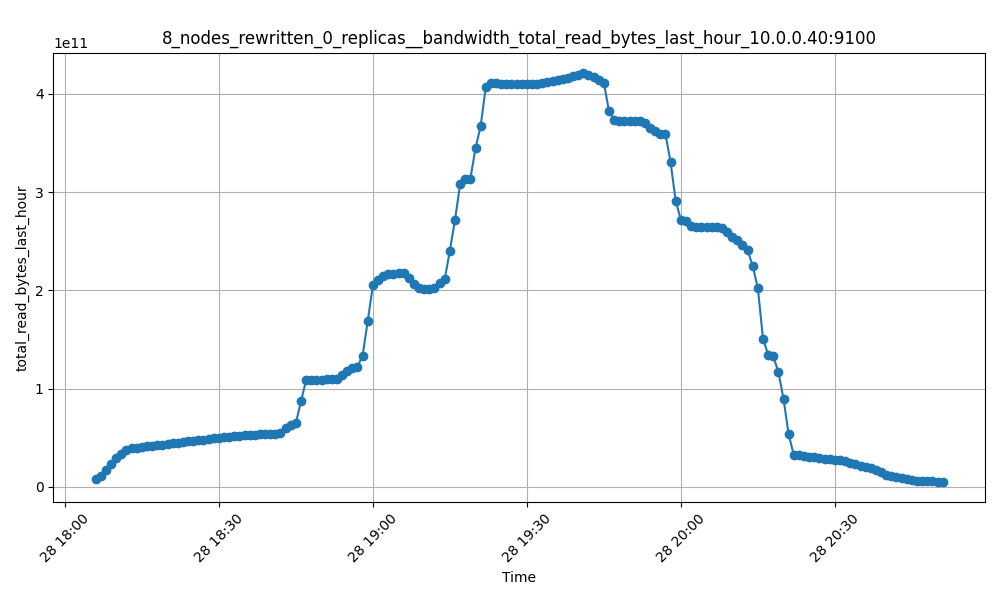 8_nodes_rewritten_0_replicas__bandwidth_total_read_bytes_last_hour_10.0.0.40:9100
1e11
4
3
2
1
0
total_read_bytes_last_hour
28 18:00
28 18:30
28 19:00
28 19:30
28 20:00
28 20:30
Time